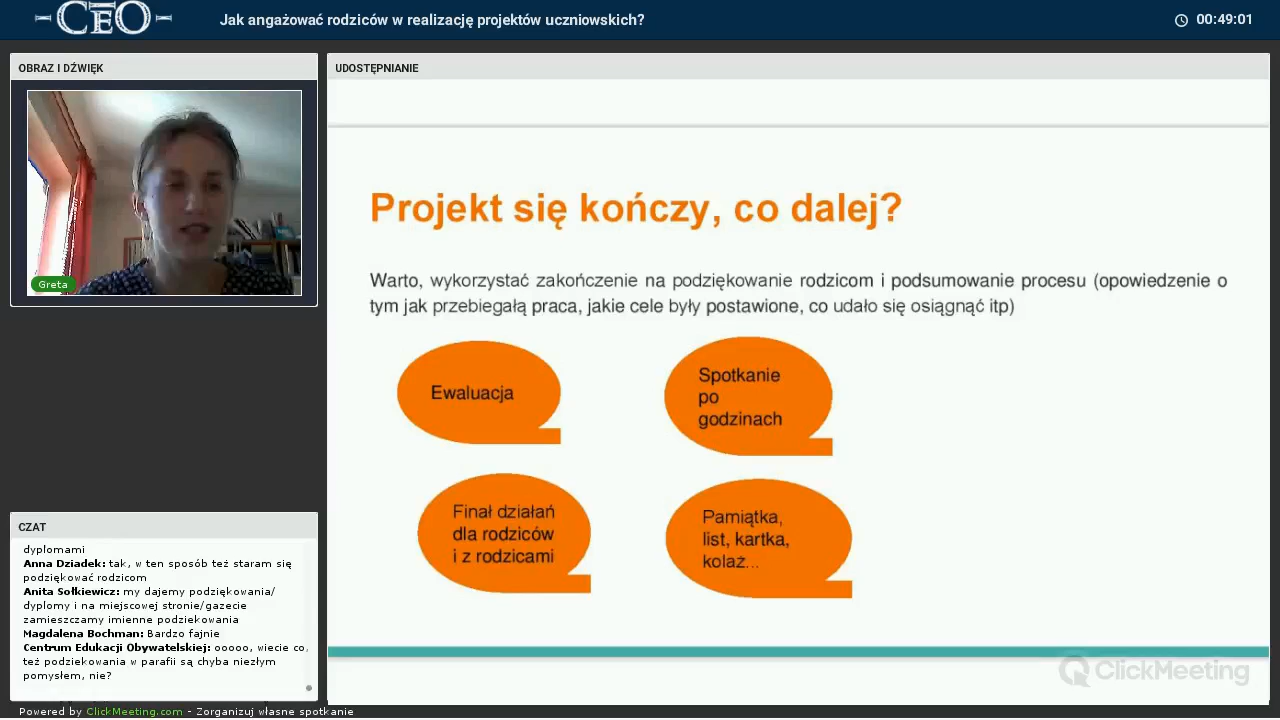 CEO
Jak angażować rodziców w realizację projektów uczniowskich?
00:49:01
OBRAZ I DŹWIĘK
Greta
UDOSTĘPNIANIE
Projekt się kończy, co dalej?
Warto, wykorzystać zakończenie na podziękowanie rodzicom i podsumowanie procesu (opowiedzenie o
tym jak przebiegałą praca, jakie cele były postawione, co udało się osiągnąć itp)
Ewaluacja
Spotkanie
po
godzinach
Finał działań
dla rodziców
i z rodzicami
Pamiątka,
list, kartka,
kolaż...
CZAT
dyplomami
Anna Dziadek: tak, w ten sposób też staram się
podziękować rodzicom
Anita Sołkiewicz: my dajemy podziękowania/
dyplomy i na miejscowej stronie/gazecie
zamieszczamy imienne podziekowania
Magdalena Bochman: Bardzo fajnie
Centrum Edukacji Obywatelskiej: ooooo, wiecie co,
też podziekowania w parafii są chyba niezłym
pomysłem, nie?
ClickMeeting
Powered by ClickMeeting.com - Zorganizuj własne spotkanie